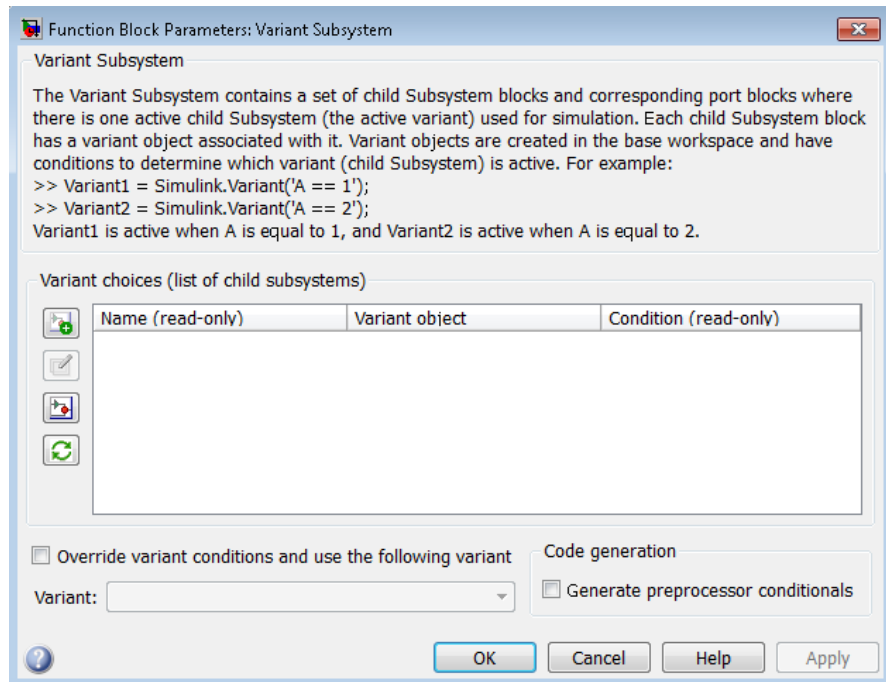 Function Block Parameters: Variant Subsystem
Variant Subsystem
The Variant Subsystem contains a set of child Subsystem blocks and corresponding port blocks where
there is one active child Subsystem (the active variant) used for simulation. Each child Subsystem block
has a variant object associated with it. Variant objects are created in the base workspace and have
conditions to determine which variant (child Subsystem) is active. For example:
>> Variant1 = Simulink.Variant('A == 1');
>> Variant2 = Simulink.Variant('A == 2');
Variant1 is active when A is equal to 1, and Variant2 is active when A is equal to 2.
Variant choices (list of child subsystems)
Name (read-only) Variant object Condition (read-only)
Override variant conditions and use the following variant
Variant:
Code generation
Generate preprocessor conditionals
OK Cancel Help Apply